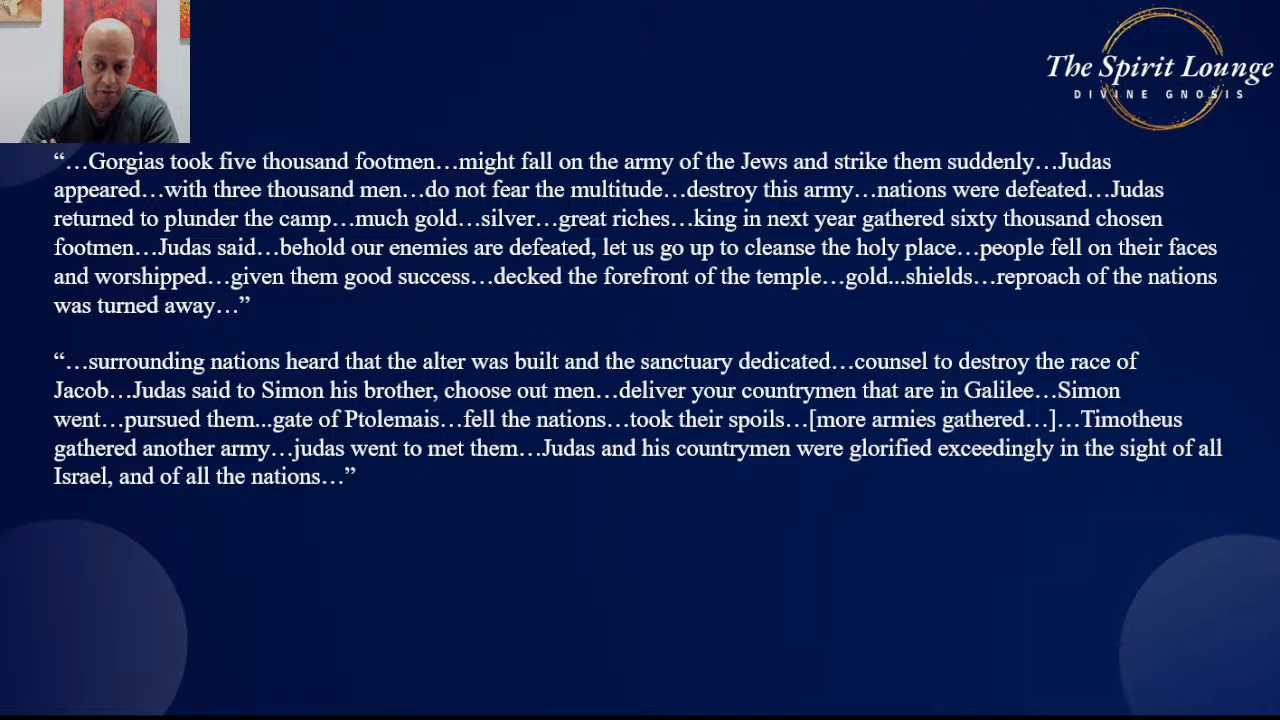 The Spirit Lounge
DIVINE GNOSIS
“…Gorgias took five thousand footmen…might fall on the army of the Jews and strike them suddenly…Judas
appeared…with three thousand men…do not fear the multitude…destroy this army…nations were defeated…Judas
returned to plunder the camp…much gold…silver…great riches…king in next year gathered sixty thousand chosen
footmen…Judas said…behold our enemies are defeated, let us go up to cleanse the holy place…people fell on their faces
and worshipped…given them good success…decked the forefront of the temple…gold...shields…reproach of the nations
was turned away…”
“…surrounding nations heard that the alter was built and the sanctuary dedicated…counsel to destroy the race of
Jacob…Judas said to Simon his brother, choose out men…deliver your countrymen that are in Galilee…Simon
went…pursued them...gate of Ptolemais…fell the nations…took their spoils…[more armies gathered…]…Timotheus
gathered another army…judas went to met them…Judas and his countrymen were glorified exceedingly in the sight of all
Israel, and of all the nations…”